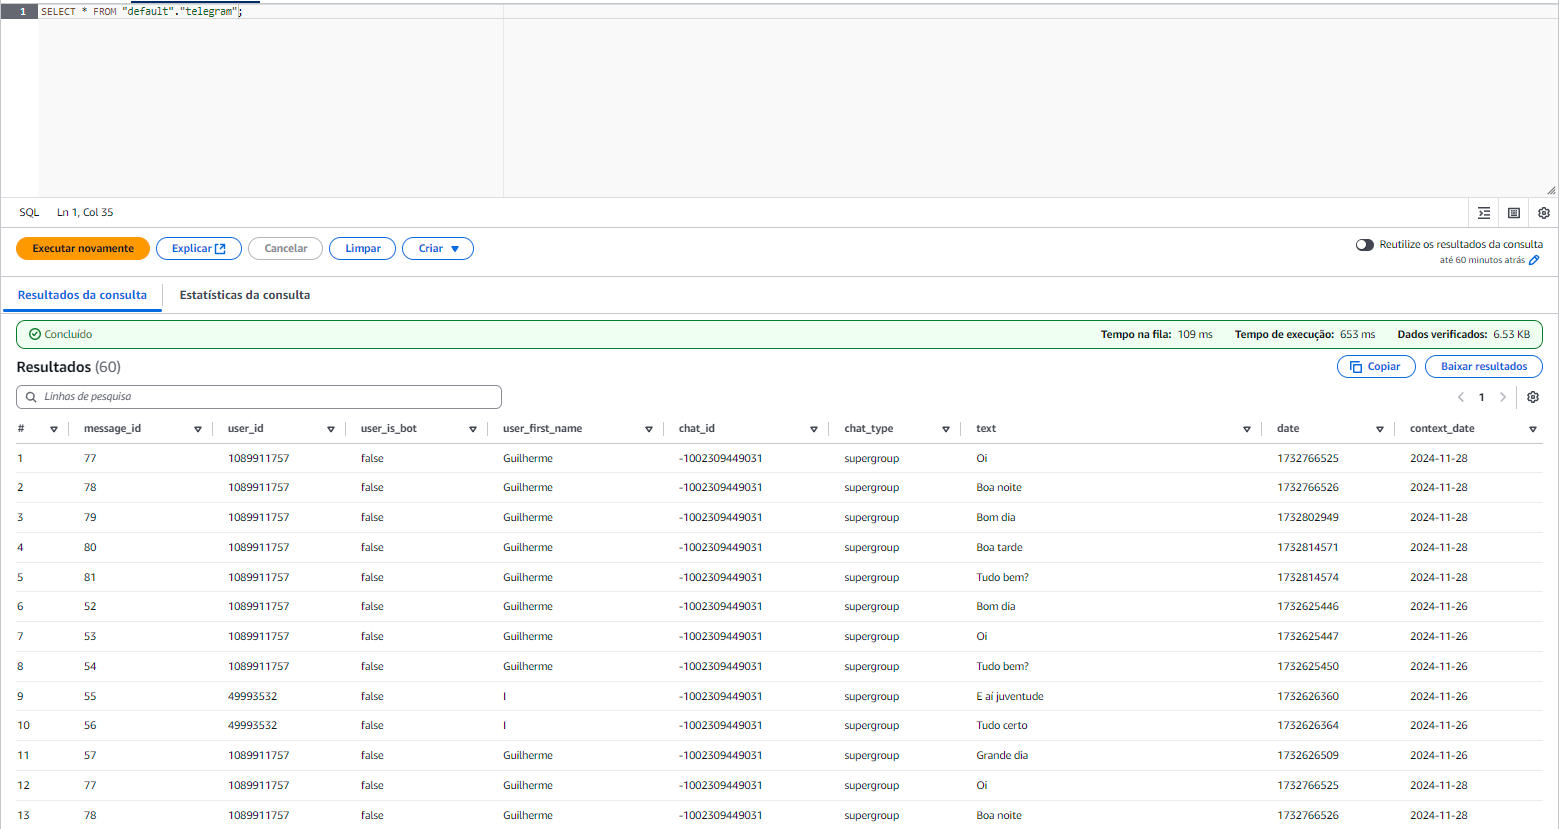 1 SELECT * FROM "default"."telegram";
SQL Ln 1, Col 35
Executar novamente Explicar Cancelar Limpar Criar Reutilize os resultados da consulta
até 60 minutos atrás
Resultados da consulta Estatísticas da consulta
Concluído Tempo na fila: 109 ms Tempo de execução: 653 ms Dados verificados: 6.53 KB
Resultados (60) Copiar Baixar resultados
Linhas de pesquisa 1
# message_id user_id user_is_bot user_first_name chat_id chat_type text date context_date
1 77 1089911757 false Guilherme -1002309449031 supergroup Oi 1732766525 2024-11-28
2 78 1089911757 false Guilherme -1002309449031 supergroup Boa noite 1732766526 2024-11-28
3 79 1089911757 false Guilherme -1002309449031 supergroup Bom dia 1732802949 2024-11-28
4 80 1089911757 false Guilherme -1002309449031 supergroup Boa tarde 1732814571 2024-11-28
5 81 1089911757 false Guilherme -1002309449031 supergroup Tudo bem? 1732814574 2024-11-28
6 52 1089911757 false Guilherme -1002309449031 supergroup Bom dia 1732625446 2024-11-26
7 53 1089911757 false Guilherme -1002309449031 supergroup Oi 1732625447 2024-11-26
8 54 1089911757 false Guilherme -1002309449031 supergroup Tudo bem? 1732625450 2024-11-26
9 55 49993532 false I -1002309449031 supergroup E aí juventude 1732626360 2024-11-26
10 56 49993532 false I -1002309449031 supergroup Tudo certo 1732626364 2024-11-26
11 57 1089911757 false Guilherme -1002309449031 supergroup Grande dia 1732626509 2024-11-26
12 77 1089911757 false Guilherme -1002309449031 supergroup Oi 1732766525 2024-11-28
13 78 1089911757 false Guilherme -1002309449031 supergroup Boa noite 1732766526 2024-11-28